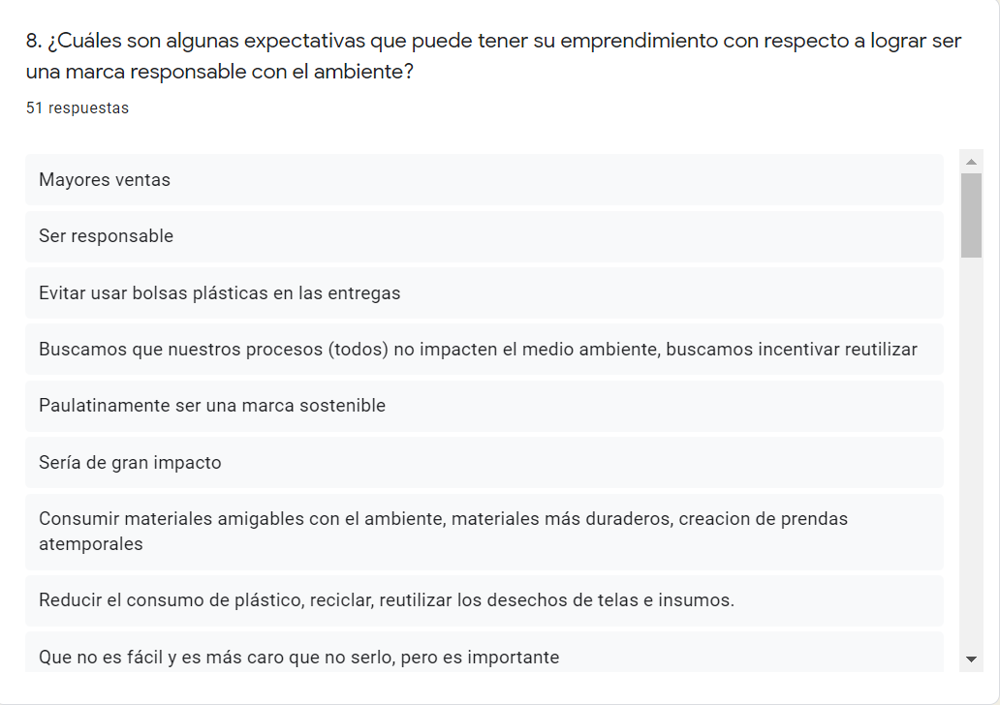 8. ¿Cuáles son algunas expectativas que puede tener su emprendimiento con respecto a lograr ser
una marca responsable con el ambiente?
51 respuestas
Mayores ventas
Ser responsable
Evitar usar bolsas plásticas en las entregas
Buscamos que nuestros procesos (todos) no impacten el medio ambiente, buscamos incentivar reutilizar
Paulatinamente ser una marca sostenible
Sería de gran impacto
Consumir materiales amigables con el ambiente, materiales más duraderos, creacion de prendas
atemporales
Reducir el consumo de plástico, reciclar, reutilizar los desechos de telas e insumos.
Que no es fácil y es más caro que no serlo, pero es importante